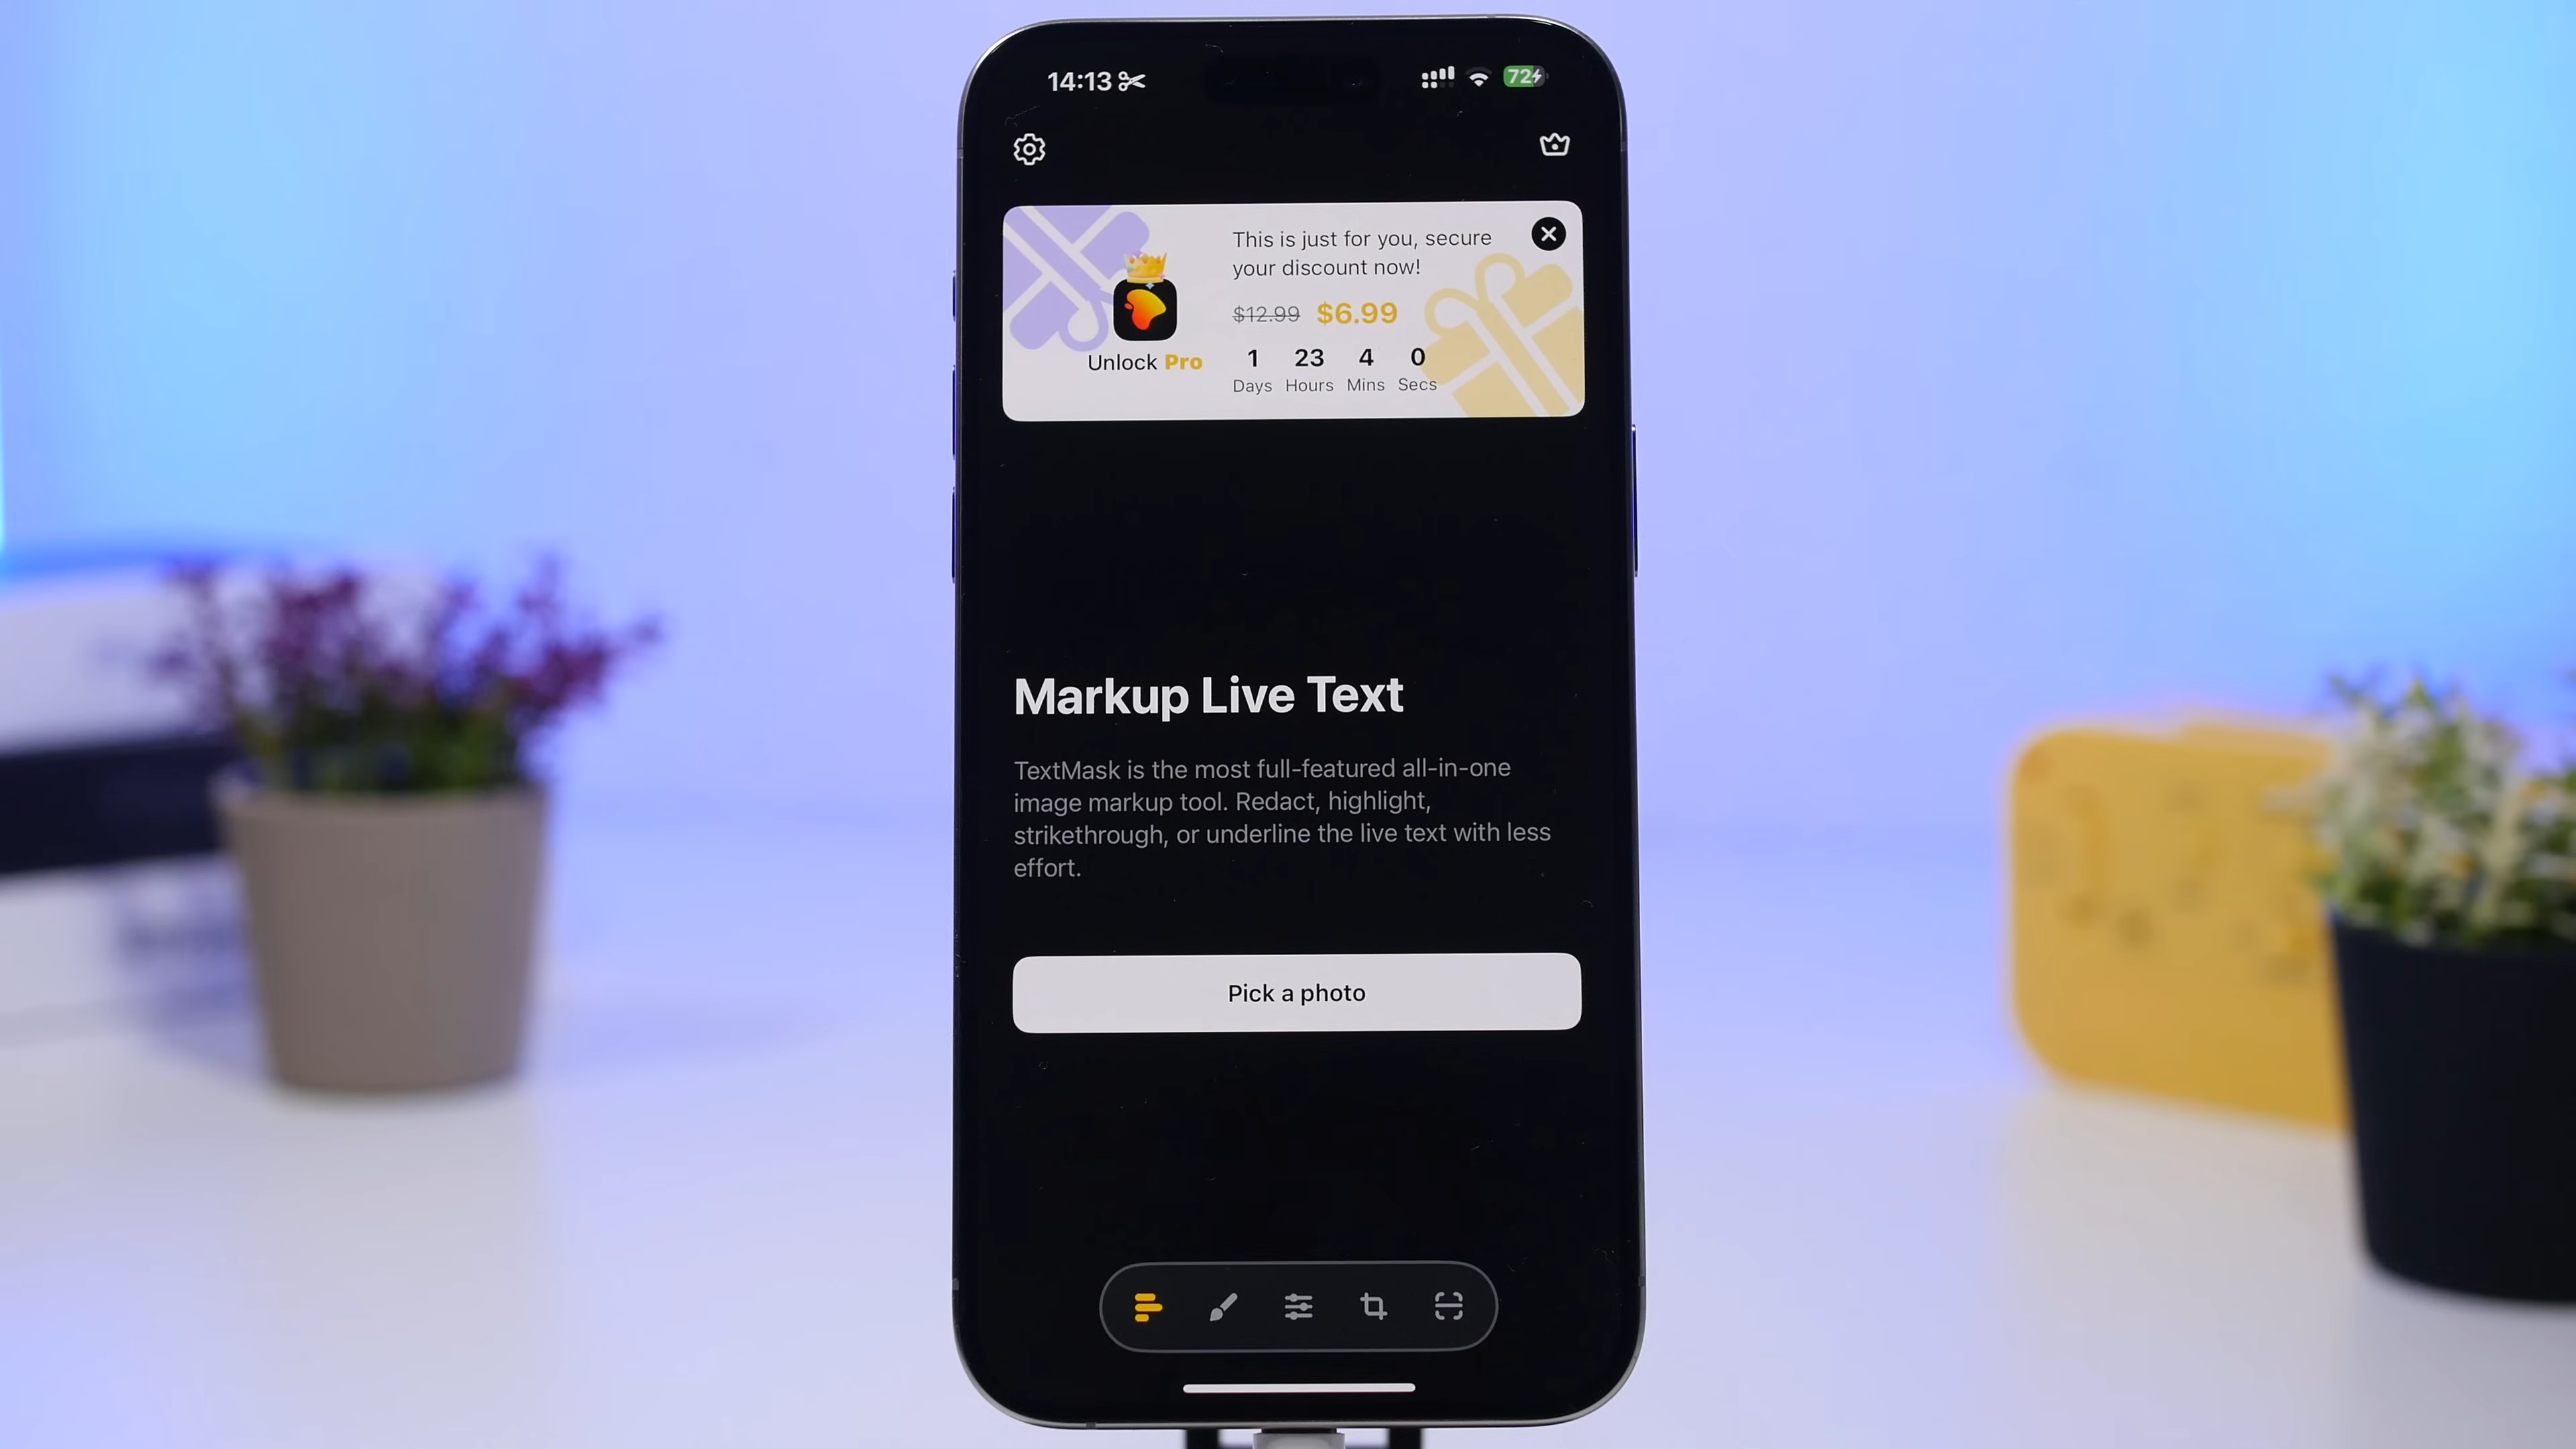 14:13
72
This is just for you, secure
your discount now!
$12.99 $6.99
Unlock Pro
1 23 4 0
Days Hours Mins Secs
Markup Live Text
TextMask is the most full-featured all-in-one
image markup tool. Redact, highlight,
strikethrough, or underline the live text with less
effort.
Pick a photo